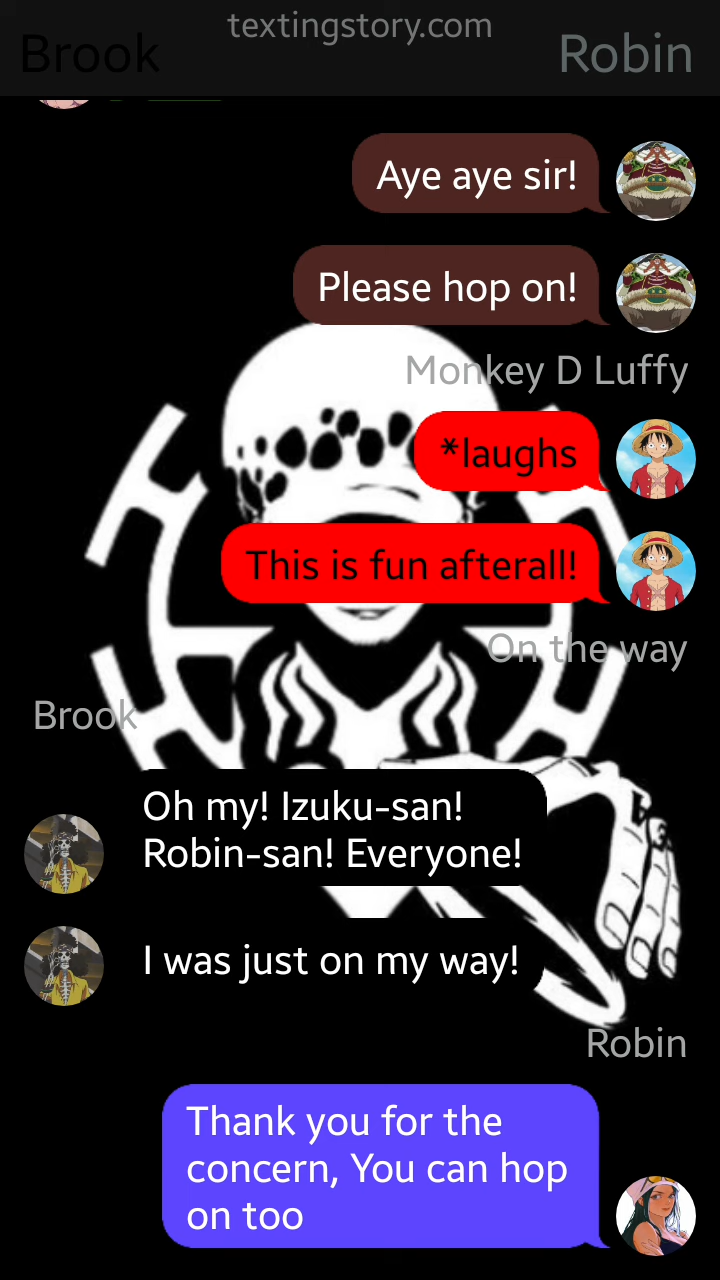 textingstory.com
Brook
Robin
Aye aye sir!
Please hop on!
Monkey D Luffy
*laughs
This is fun afterall!
On the way
Brook
Oh my! Izuku-san!
Robin-san! Everyone!
I was just on my way!
Robin
Thank you for the
concern, You can hop
on too